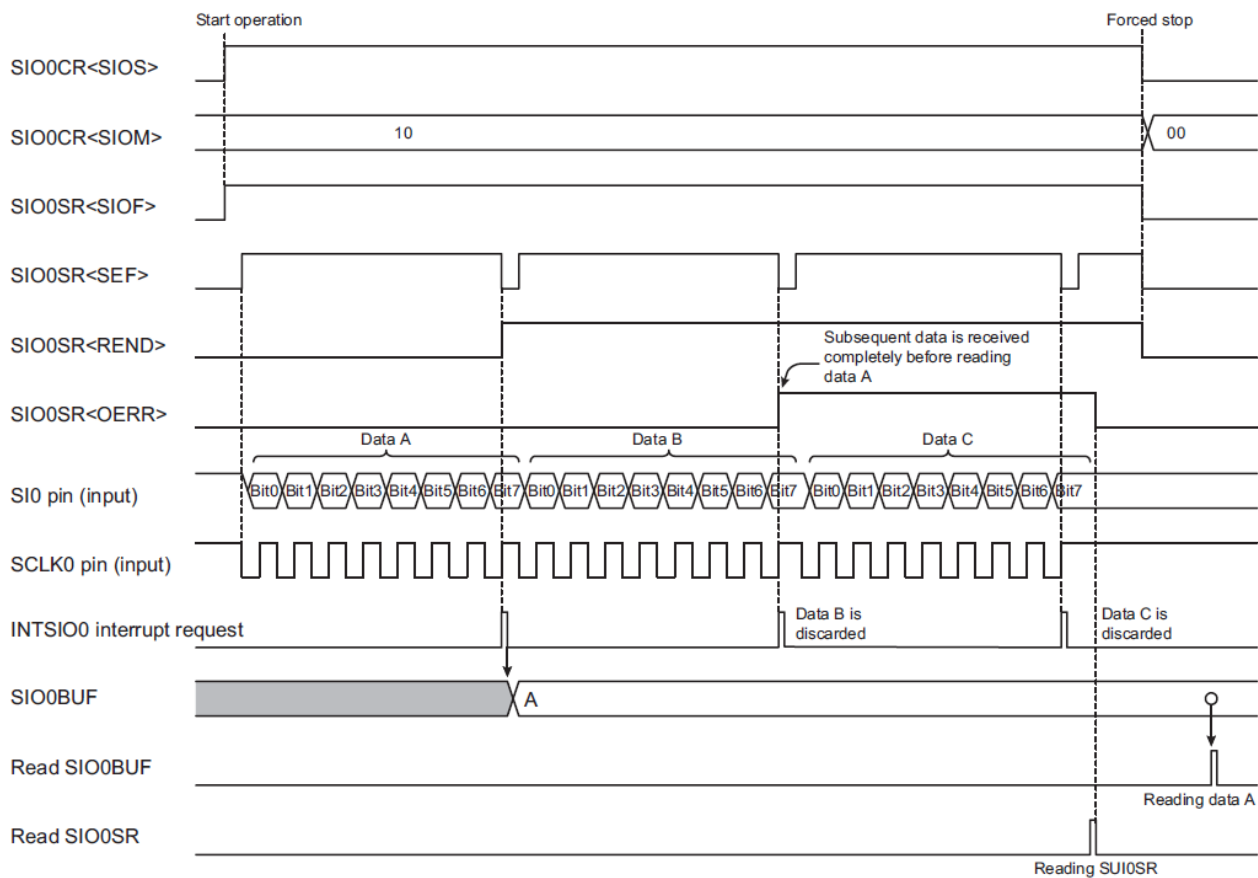 Start operation
Forced stop
SIO0CR<SIOS>
SIO0CR<SIOM>
10
00
SIO0SR<SIOF>
SIO0SR<SEF>
SIO0SR<REND>
Subsequent data is received
completely before reading
data A
SIO0SR<OERR>
Data A
Data B
Data C
SI0 pin (input)
Bit0 Bit1 Bit2 Bit3 Bit4 Bit5 Bit6 Bit7 Bit0 Bit1 Bit2 Bit3 Bit4 Bit5 Bit6 Bit7 Bit0 Bit1 Bit2 Bit3 Bit4 Bit5 Bit6 Bit7
SCLK0 pin (input)
INTSIO0 interrupt request
Data B is
discarded
Data C is
discarded
SIO0BUF
A
Read SIO0BUF
Reading data A
Read SIO0SR
Reading SUI0SR